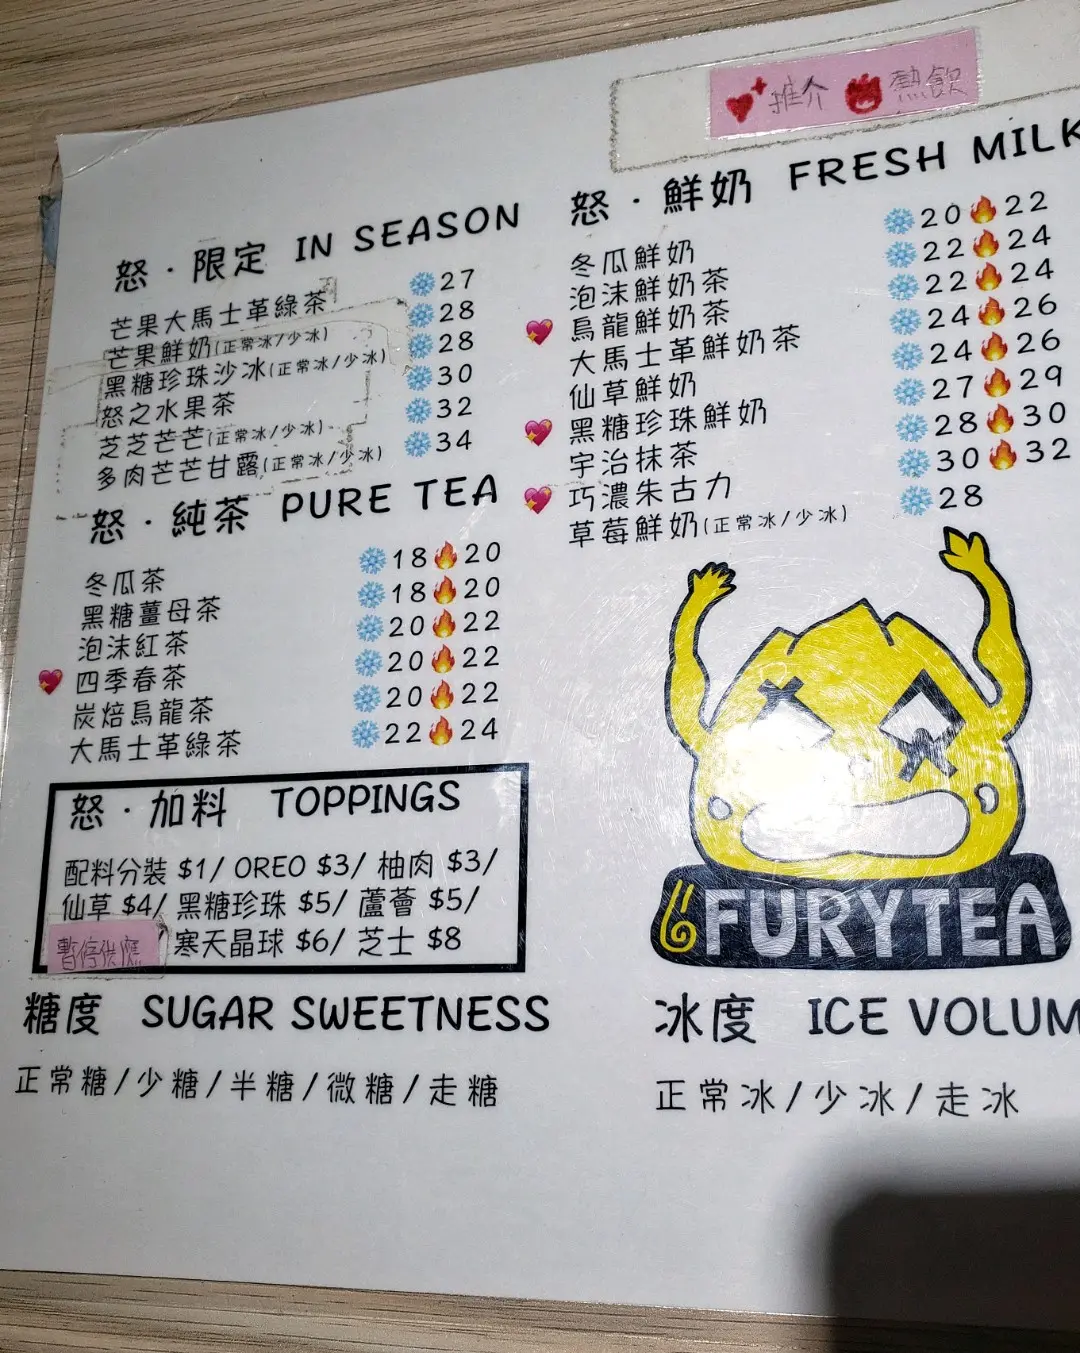 推介 熱飲
怒·限定 IN SEASON
芒果大馬士革綠茶 27
芒果鮮奶(正常冰/少冰) 28
黑糖珍珠沙冰(正常冰/少冰) 28
怒之水果茶 30
芝芝芒芒(正常冰/少冰) 32
多肉芒芒甘露(正常冰/少冰) 34
怒·純茶 PURE TEA
冬瓜茶 18 20
黑糖薑母茶 18 20
泡沫紅茶 20 22
四季春茶 20 22
炭焙烏龍茶 20 22
大馬士革綠茶 22 24
怒·加料 TOPPINGS
配料分裝 $1/ OREO $3/ 柚肉 $3/
仙草 $4/ 黑糖珍珠 $5/ 蘆薈 $5/
暫停供應 寒天晶球 $6/ 芝士 $8
糖度 SUGAR SWEETNESS
正常糖/少糖/半糖/微糖/走糖
怒·鮮奶 FRESH MILK
冬瓜鮮奶 20 22
泡沫鮮奶茶 22 24
烏龍鮮奶茶 22 24
大馬士革鮮奶茶 24 26
仙草鮮奶 24 26
黑糖珍珠鮮奶 27 29
宇治抹茶 28 30
巧濃朱古力 30 32
草莓鮮奶(正常冰/少冰) 28
FURYTEA
冰度 ICE VOLUM
正常冰/少冰/走冰